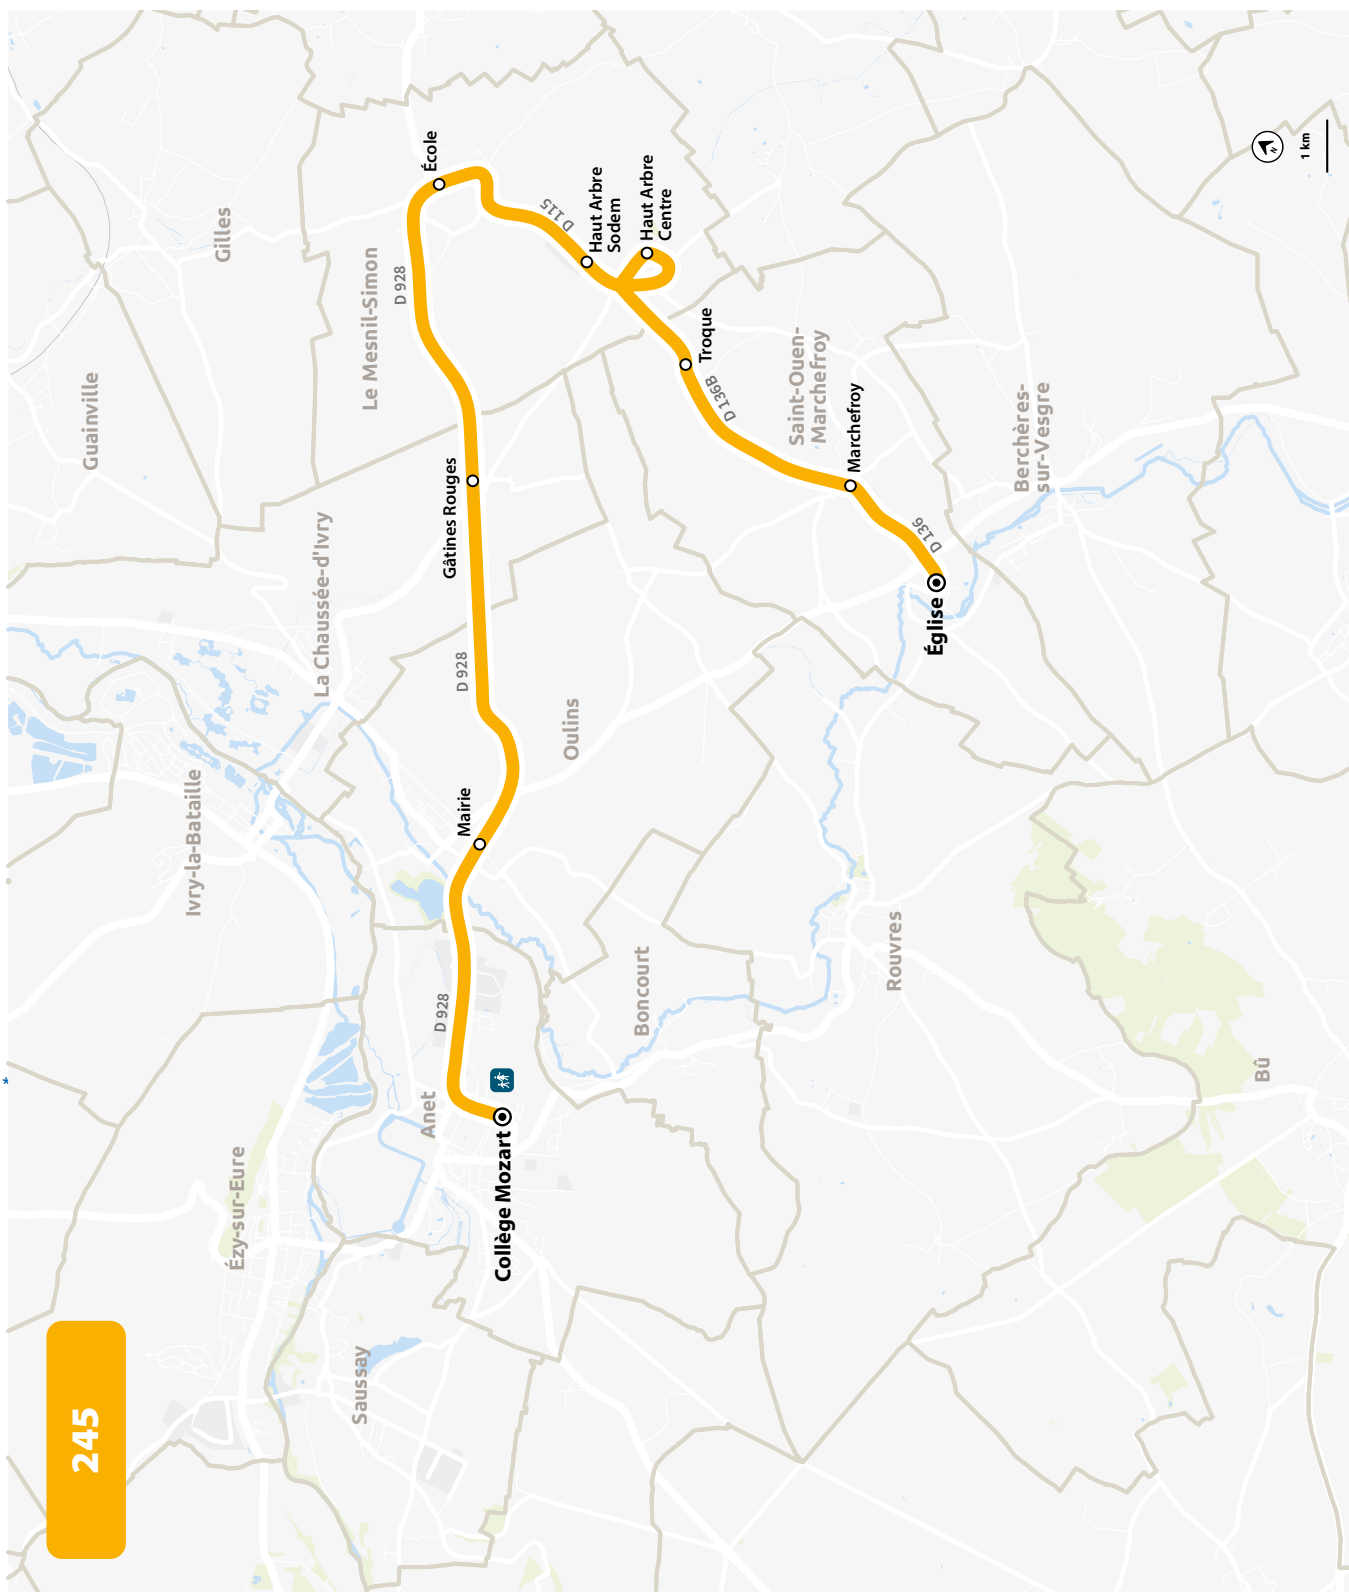 245
Guainville
Gilles
Le Mesnil-Simon
D 928
École
D 115
Haut Arbre
Sodem
Haut Arbre
Centre
Troque
D 136B
Saint-Ouen-
Marchefroy
Marchefroy
Berchères-
sur-Vesgre
D 136
Église
Gâtines Rouges
La Chaussée-d'Ivry
D 928
Oulins
Mairie
Ivry-la-Bataille
Rouvres
Boncourt
D 928
Anet
Collège Mozart
Ézy-sur-Eure
Saussay
Bû
N
1 km
*